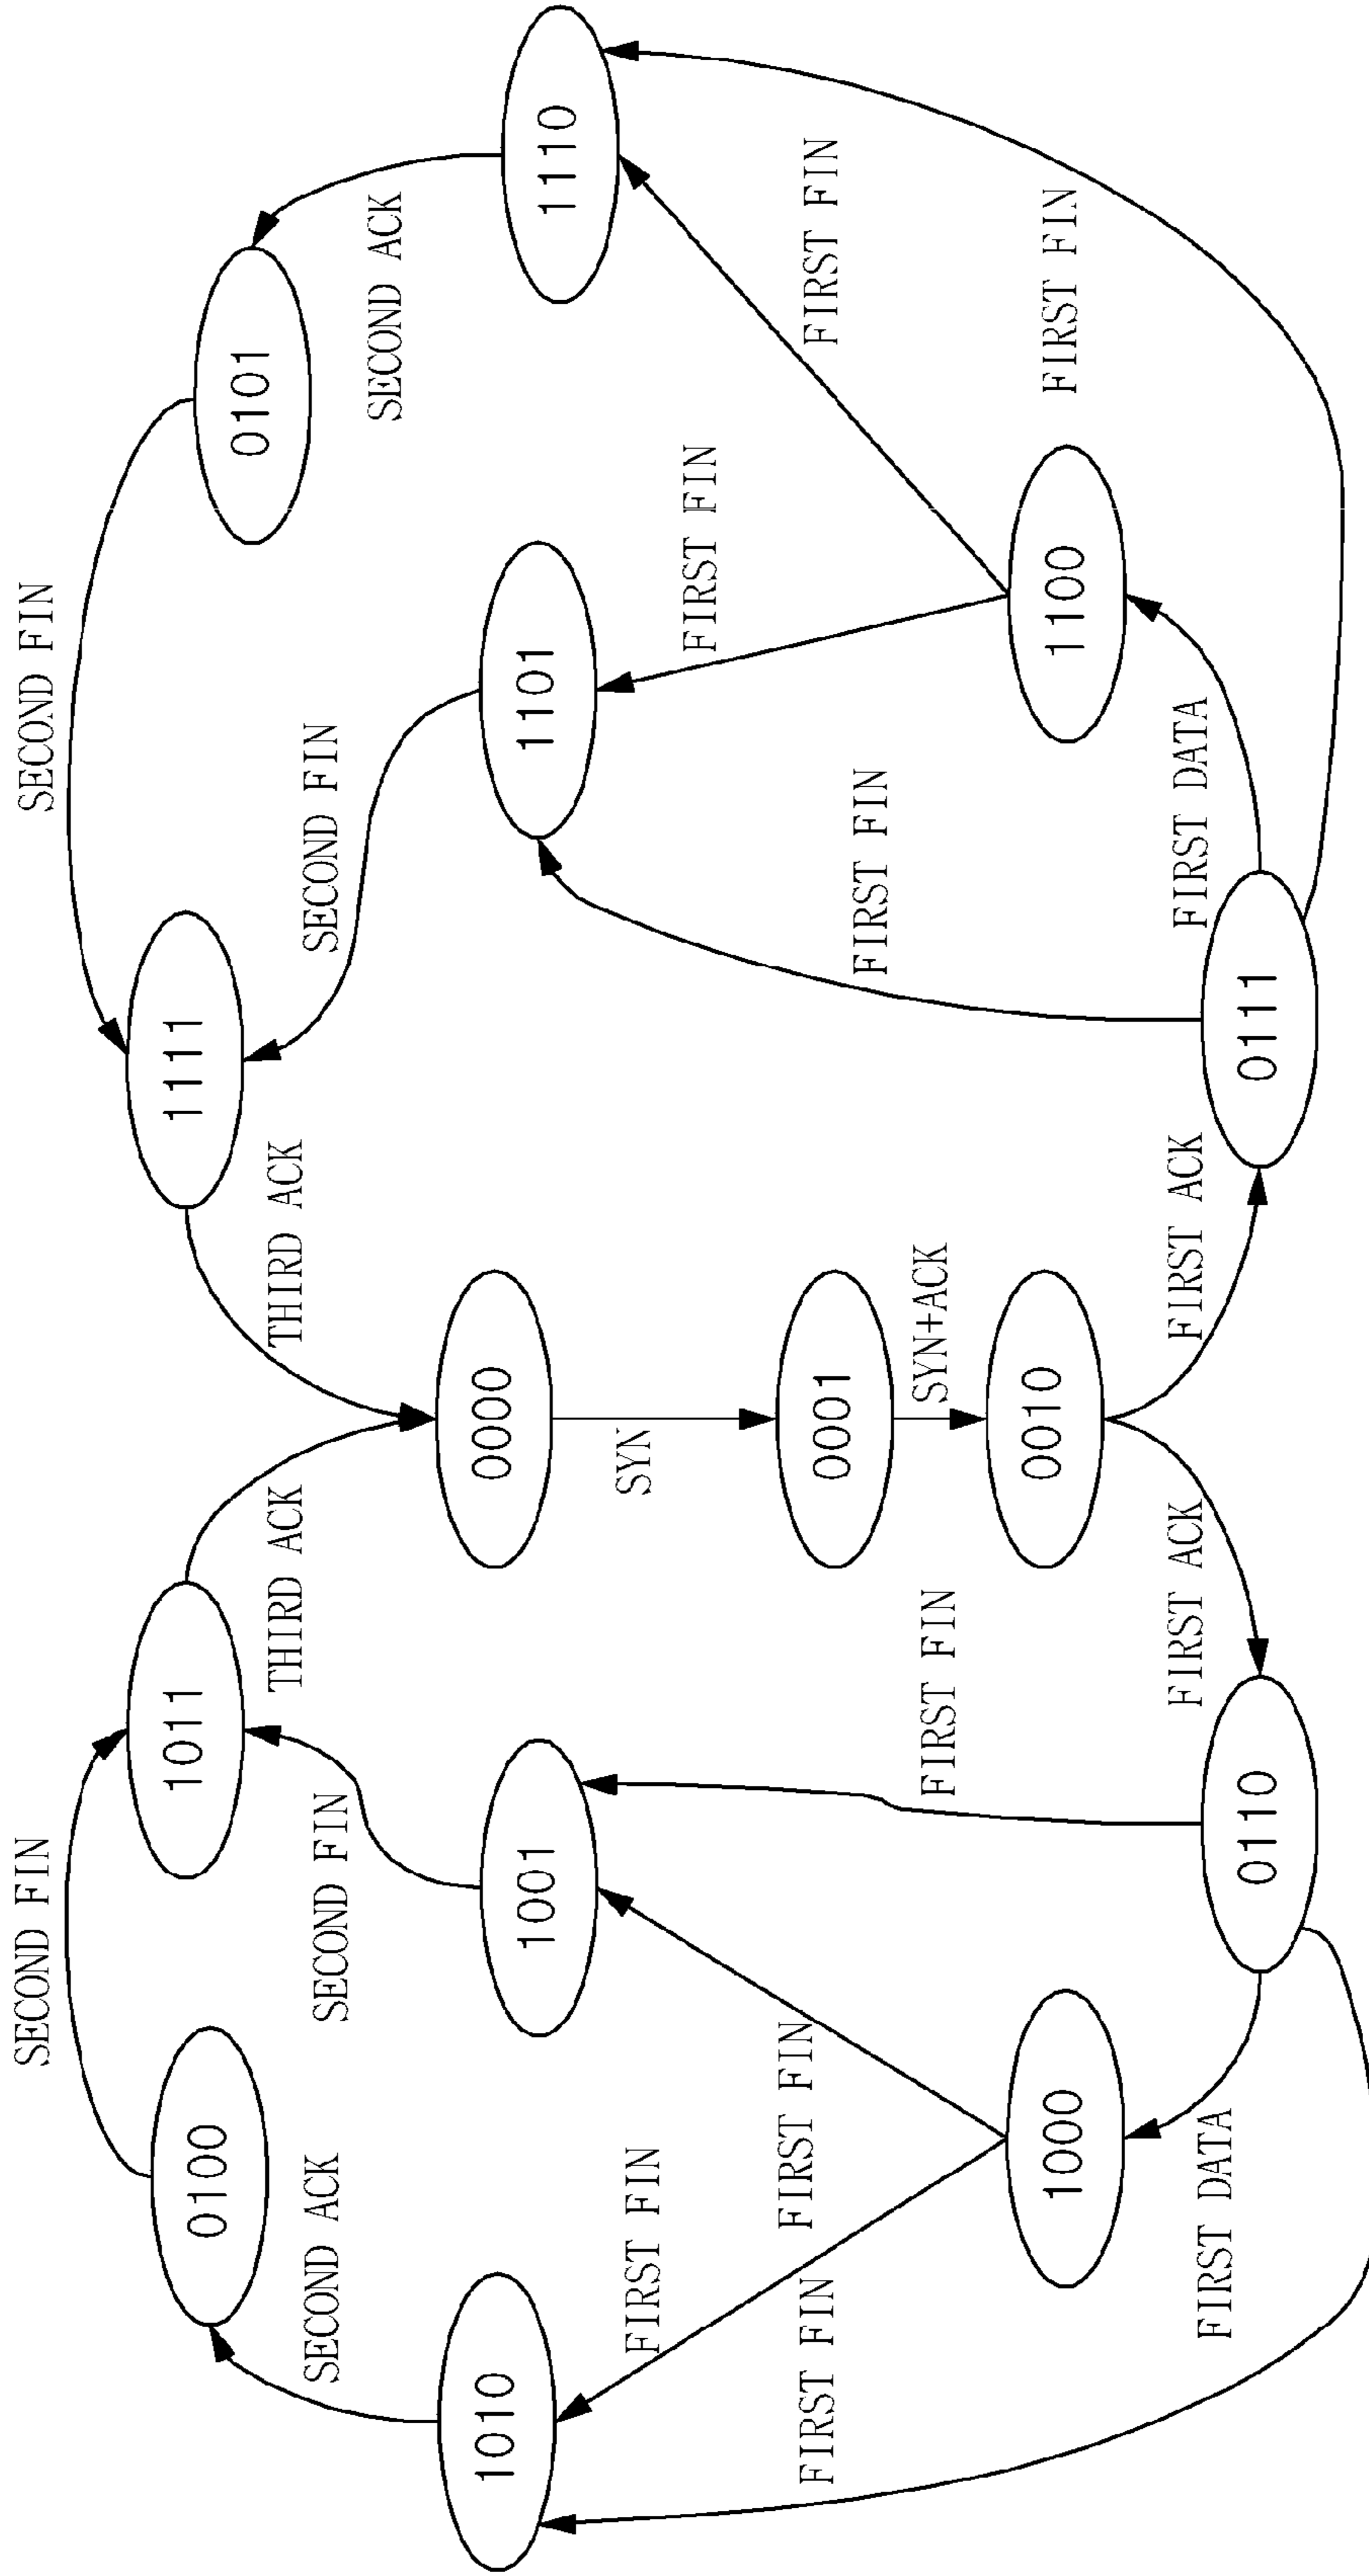 SECOND FIN
SECOND FIN
1011
1111
0100
0101
THIRD ACK
THIRD ACK
SECOND ACK
SECOND FIN
SECOND FIN
SECOND ACK
1010
0000
1001
1101
1110
SYN
FIRST FIN
FIRST FIN
FIRST FIN
FIRST FIN
FIRST FIN
0001
FIRST FIN
FIRST FIN
SYN+ACK
0010
1000
1100
FIRST FIN
FIRST DATA
FIRST ACK
FIRST ACK
FIRST DATA
0110
0111